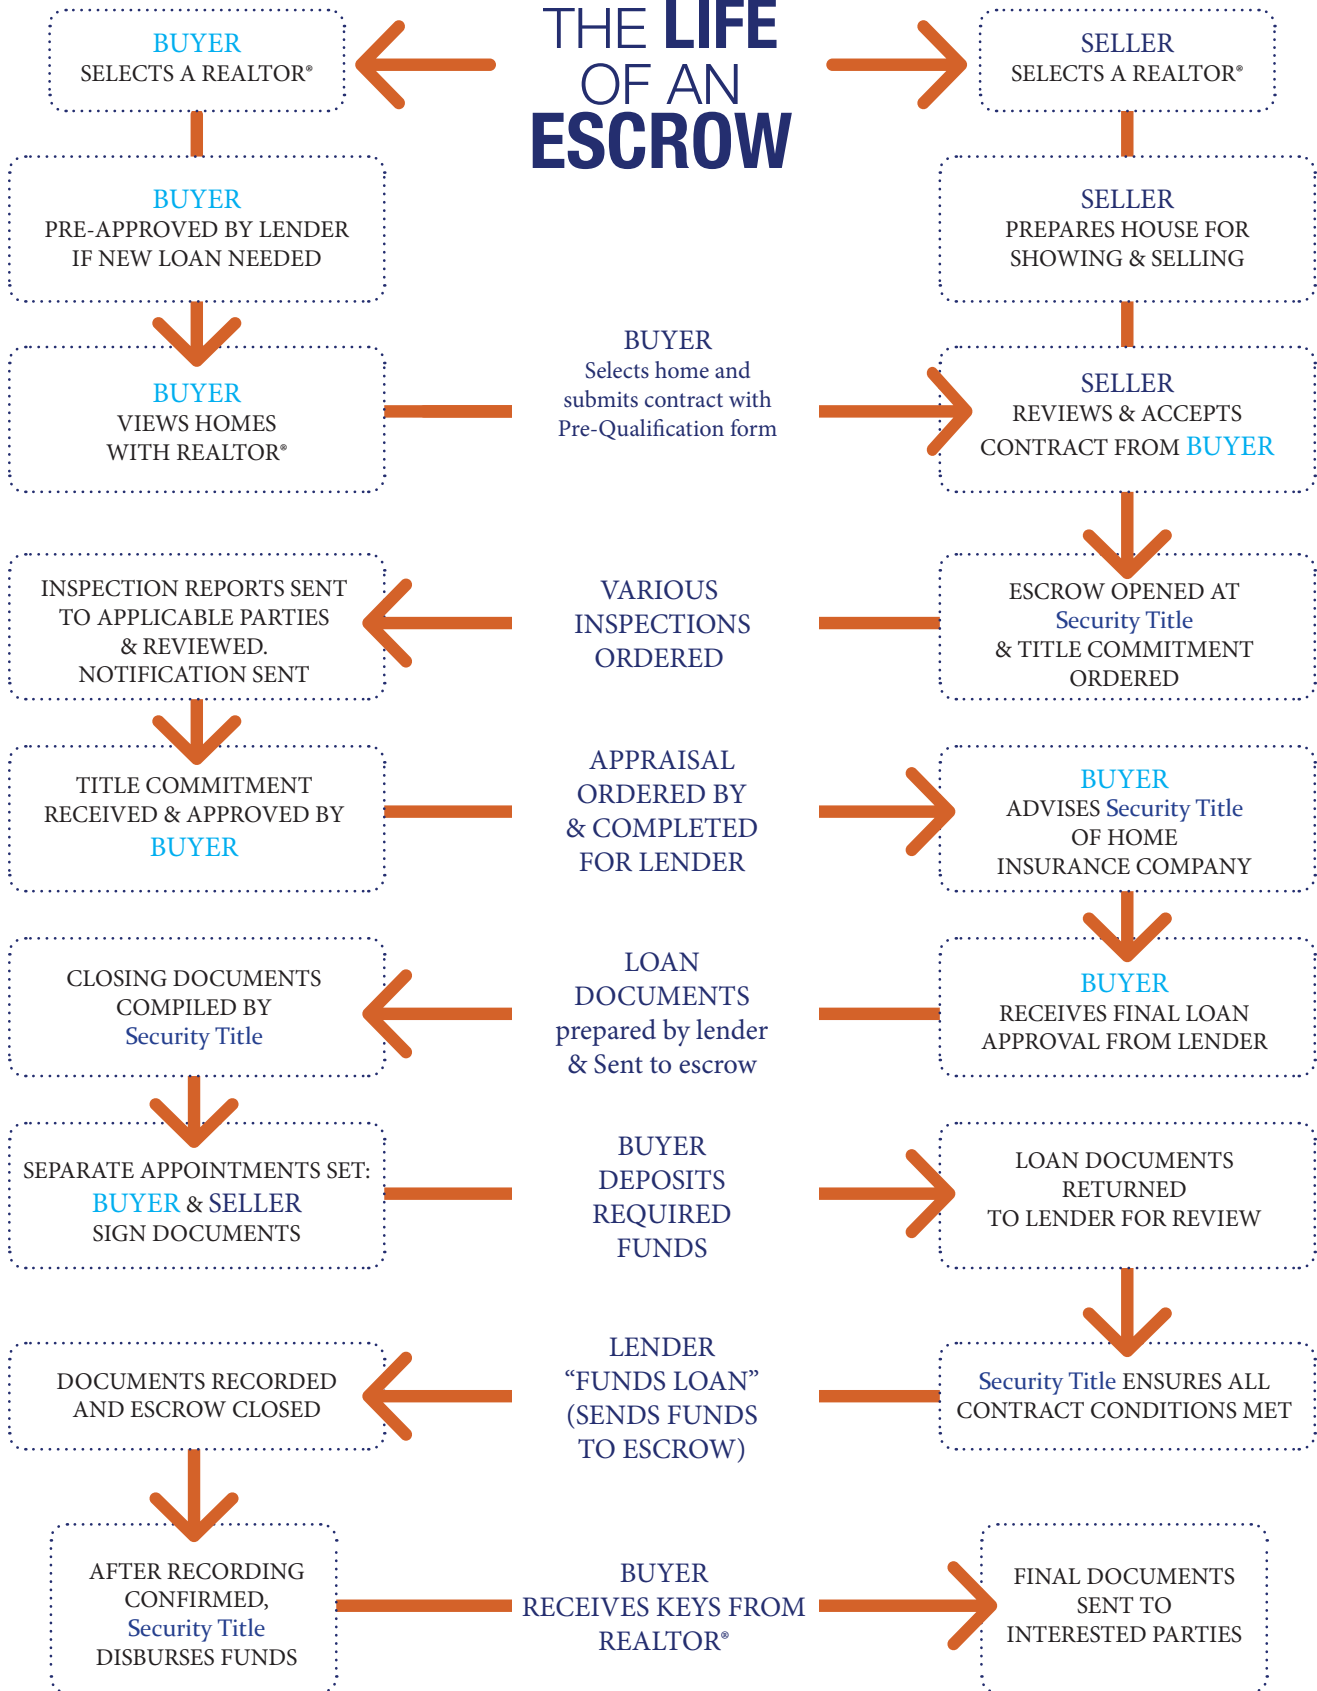 THE LIFE
OF AN
ESCROW
BUYER
SELECTS A REALTOR®
SELLER
SELECTS A REALTOR®
BUYER
PRE-APPROVED BY LENDER
IF NEW LOAN NEEDED
SELLER
PREPARES HOUSE FOR
SHOWING & SELLING
BUYER
VIEWS HOMES
WITH REALTOR®
BUYER
Selects home and
submits contract with
Pre-Qualification form
SELLER
REVIEWS & ACCEPTS
CONTRACT FROM BUYER
ESCROW OPENED AT
Security Title
& TITLE COMMITMENT
ORDERED
VARIOUS
INSPECTIONS
ORDERED
INSPECTION REPORTS SENT
TO APPLICABLE PARTIES
& REVIEWED.
NOTIFICATION SENT
TITLE COMMITMENT
RECEIVED & APPROVED BY
BUYER
APPRAISAL
ORDERED BY
& COMPLETED
FOR LENDER
BUYER
ADVISES Security Title
OF HOME
INSURANCE COMPANY
BUYER
RECEIVES FINAL LOAN
APPROVAL FROM LENDER
LOAN
DOCUMENTS
prepared by lender
& Sent to escrow
CLOSING DOCUMENTS
COMPILED BY
Security Title
SEPARATE APPOINTMENTS SET:
BUYER & SELLER
SIGN DOCUMENTS
BUYER
DEPOSITS
REQUIRED
FUNDS
LOAN DOCUMENTS
RETURNED
TO LENDER FOR REVIEW
Security Title ENSURES ALL
CONTRACT CONDITIONS MET
LENDER
“FUNDS LOAN”
(SENDS FUNDS
TO ESCROW)
DOCUMENTS RECORDED
AND ESCROW CLOSED
AFTER RECORDING
CONFIRMED,
Security Title
DISBURSES FUNDS
BUYER
RECEIVES KEYS FROM
REALTOR®
FINAL DOCUMENTS
SENT TO
INTERESTED PARTIES